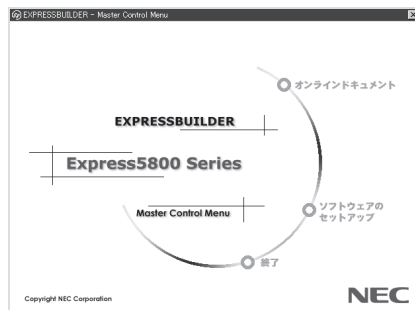 EXPRESSBUILDER - Master Control Menu
オンラインドキュメント
EXPRESSBUILDER
Express5800 Series
Master Control Menu
ソフトウェアの
セットアップ
終了
Copyright NEC Corporation
NEC